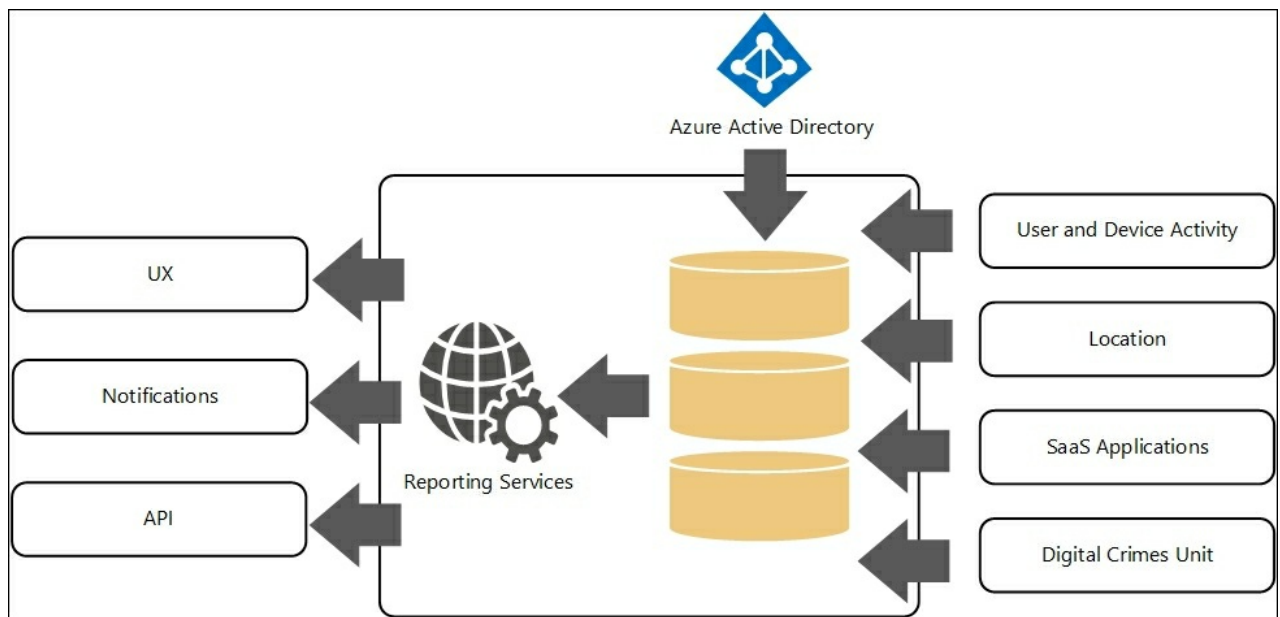 Azure Active Directory
User and Device Activity
UX
Location
Notifications
SaaS Applications
Reporting Services
API
Digital Crimes Unit